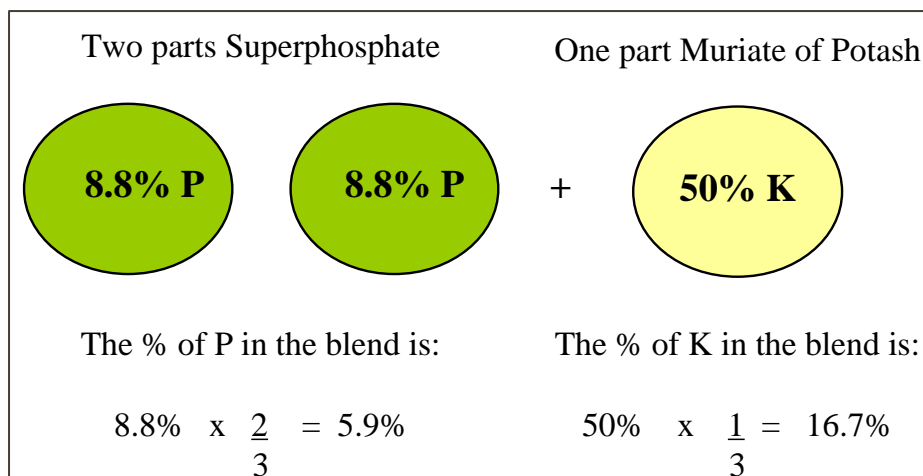 Two parts Superphosphate
One part Muriate of Potash
8.8% P
8.8% P
+
50% K
The % of P in the blend is:
The % of K in the blend is:
8.8% x 2 = 5.9%
3
50% x 1 = 16.7%
3